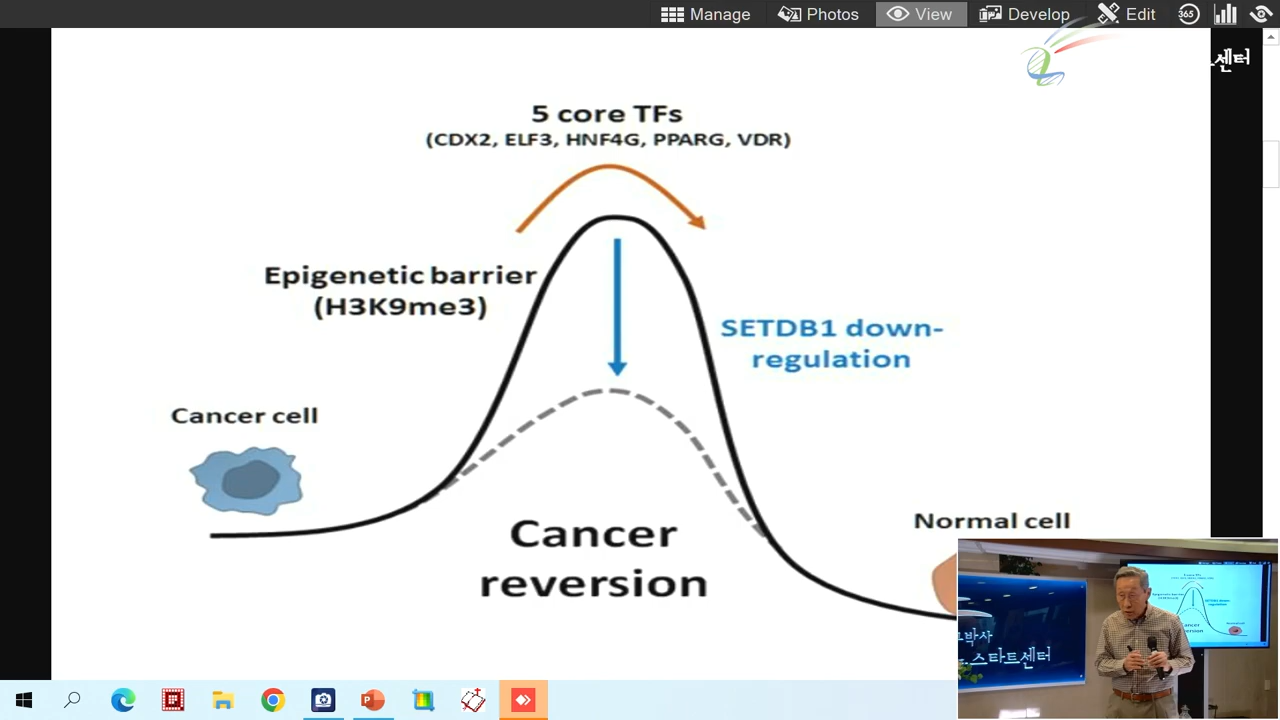 Manage
Photos
View
Develop
Edit
365
센터
5 core TFs
(CDX2, ELF3, HNF4G, PPARG, VDR)
Epigenetic barrier
(H3K9me3)
SETDB1 down-
regulation
Cancer cell
Cancer
reversion
Normal cell
박사
스타트센터